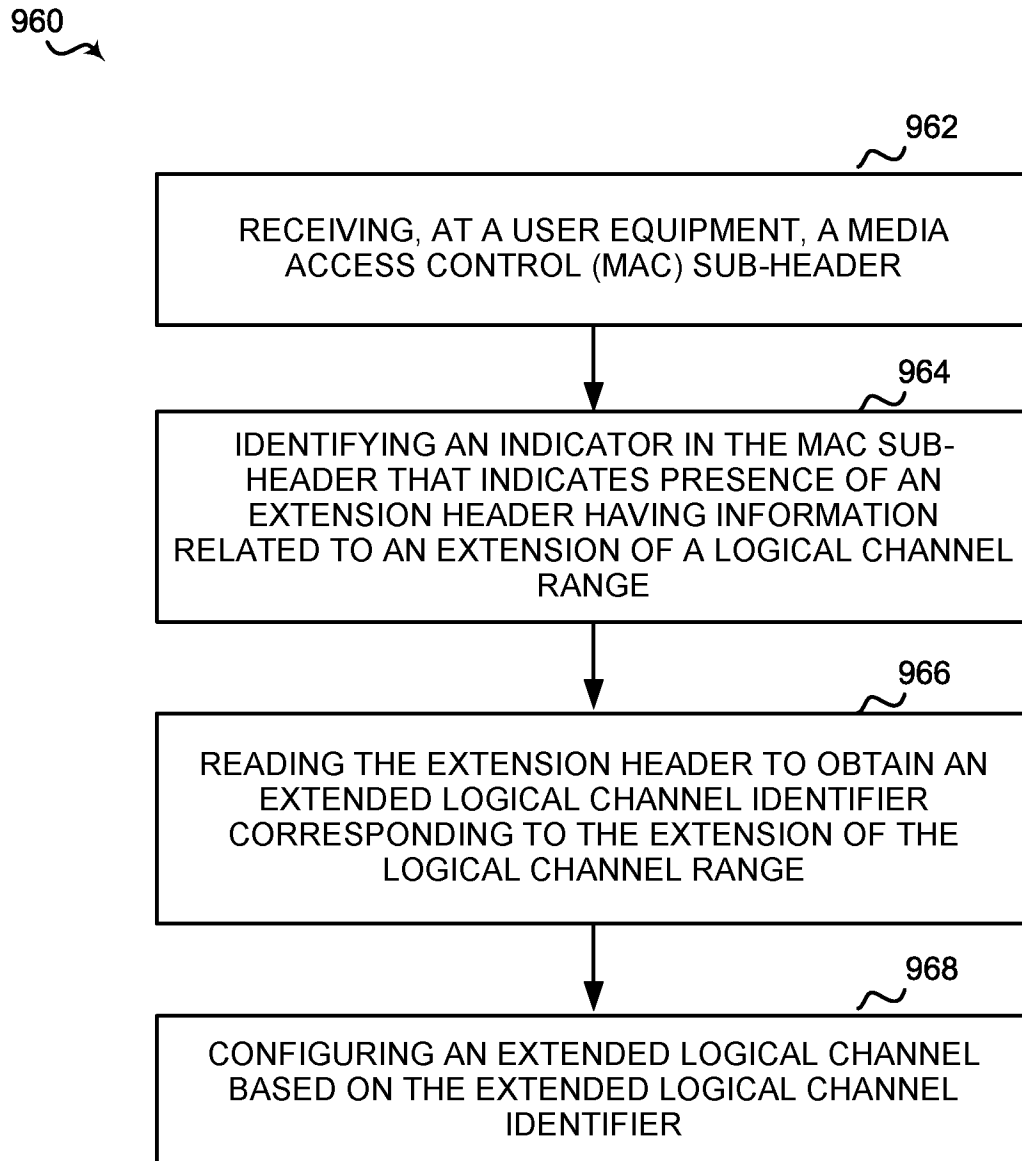 960
962
RECEIVING, AT A USER EQUIPMENT, A MEDIA
ACCESS CONTROL (MAC) SUB-HEADER
964
IDENTIFYING AN INDICATOR IN THE MAC SUB-
HEADER THAT INDICATES PRESENCE OF AN
EXTENSION HEADER HAVING INFORMATION
RELATED TO AN EXTENSION OF A LOGICAL CHANNEL
RANGE
966
READING THE EXTENSION HEADER TO OBTAIN AN
EXTENDED LOGICAL CHANNEL IDENTIFIER
CORRESPONDING TO THE EXTENSION OF THE
LOGICAL CHANNEL RANGE
968
CONFIGURING AN EXTENDED LOGICAL CHANNEL
BASED ON THE EXTENDED LOGICAL CHANNEL
IDENTIFIER